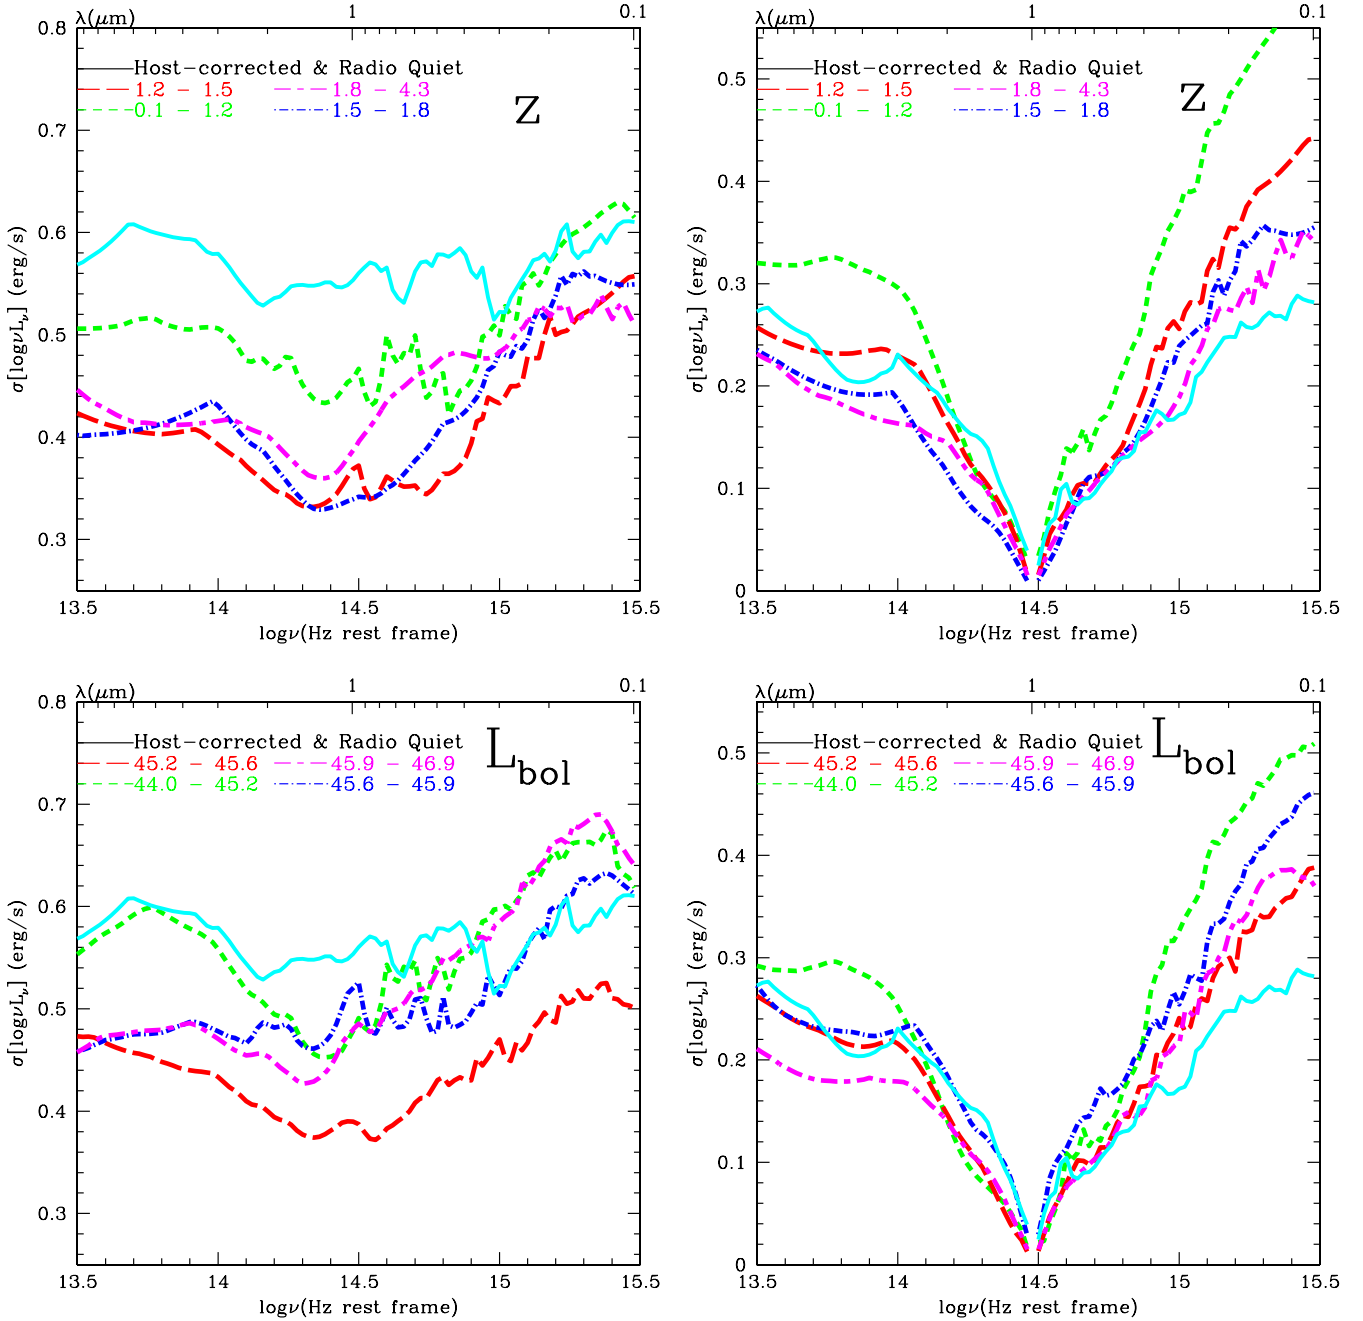 λ(μm) 1 0.1
0.8
0.7
0.6
0.5
0.4
0.3
σ[logνLν] (erg/s)
Host-corrected & Radio Quiet
1.2 - 1.5 1.8 - 4.3
0.1 - 1.2 1.5 - 1.8
z
13.5 14 14.5 15 15.5
logν(Hz rest frame)
λ(μm) 1 0.1
0.5
0.4
0.3
0.2
0.1
0
σ[logνLν] (erg/s)
Host-corrected & Radio Quiet
1.2 - 1.5 1.8 - 4.3
0.1 - 1.2 1.5 - 1.8
z
13.5 14 14.5 15 15.5
logν(Hz rest frame)
λ(μm) 1 0.1
0.8
0.7
0.6
0.5
0.4
0.3
σ[logνLν] (erg/s)
Host-corrected & Radio Quiet
45.2 - 45.6 45.9 - 46.9
44.0 - 45.2 45.6 - 45.9
Lbol
13.5 14 14.5 15 15.5
logν(Hz rest frame)
λ(μm) 1 0.1
0.5
0.4
0.3
0.2
0.1
0
σ[logνLν] (erg/s)
Host-corrected & Radio Quiet
45.2 - 45.6 45.9 - 46.9
44.0 - 45.2 45.6 - 45.9
Lbol
13.5 14 14.5 15 15.5
logν(Hz rest frame)